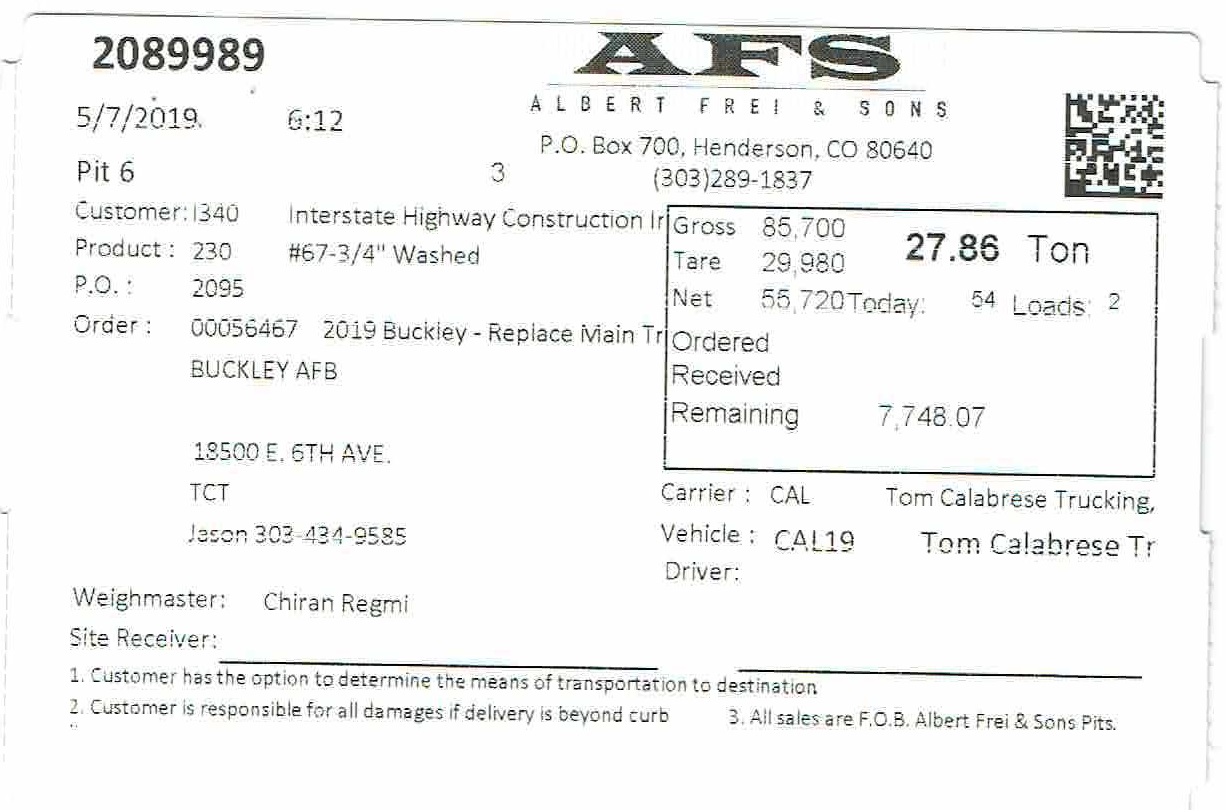 2089989
AFS
ALBERT FREI & SONS
5/7/2019 6:12
P.O. Box 700, Henderson, CO 80640
Pit 6 3 (303)289-1837
Customer: I340 Interstate Highway Construction Ir
Product : 230 #67-3/4" Washed
P.O. : 2095
Order : 00056467 2019 Buckley - Replace Main Tr
BUCKLEY AFB
18500 E. 6TH AVE.
TCT
Jason 303-434-9585
Gross 85,700 27.86 Ton
Tare 29,980
Net 55,720 Today: 54 Loads: 2
Ordered
Received
Remaining 7,748.07
Carrier : CAL Tom Calabrese Trucking,
Vehicle : CAL19 Tom Calabrese Tr
Driver:
Weighmaster: Chiran Regmi
Site Receiver:
1. Customer has the option to determine the means of transportation to destination
2. Customer is responsible for all damages if delivery is beyond curb 3. All sales are F.O.B. Albert Frei & Sons Pits.